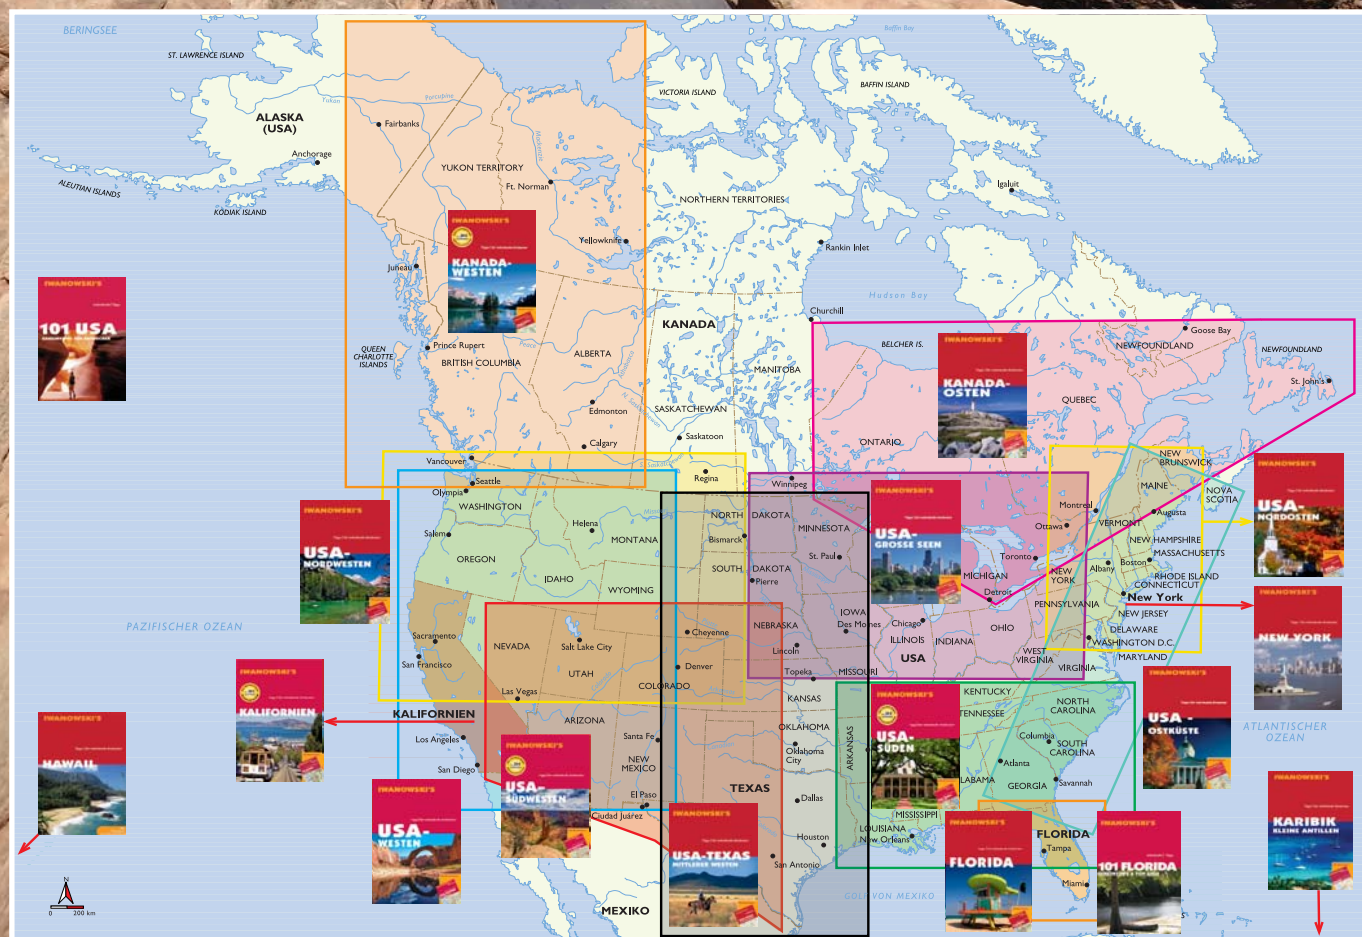 BERINGSEE
ST. LAWRENCE ISLAND
ALASKA
(USA)
Yukon
Porcupine
Fairbanks
Anchorage
ALEUTIAN ISLANDS
KODIAK ISLAND
YUKON TERRITORY
Mackenzie
Ft. Norman
Yellowknife
Juneau
IWANOWSKI'S
KANADA-
WESTEN
VICTORIA ISLAND
Baffin Bay
BAFFIN ISLAND
Igaluit
NORTHERN TERRITORIES
Rankin Inlet
Hudson Bay
Churchill
KANADA
MANITOBA
BELCHER IS.
Goose Bay
NEWFOUNDLAND
NEWFOUNDLAND
St. John's
IWANOWSKI'S
101 USA
QUEEN
CHARLOTTE
ISLANDS
Prince Rupert
Peace
BRITISH COLUMBIA
ALBERTA
Edmonton
SASKATCHEWAN
Calgary
Saskatoon
IWANOWSKI'S
KANADA-
OSTEN
QUEBEC
ONTARIO
Vancouver
Seattle
Olympia
WASHINGTON
Regina
Winnipeg
NEW
BRUNSWICK
MAINE
NOVA
SCOTIA
Montreal
Ottawa
VERMONT
Augusta
NEW HAMPSHIRE
MASSACHUSETTS
Boston
Albany
RHODE ISLAND
CONNECTICUT
Toronto
NEW
YORK
New York
NEW JERSEY
PENNSYLVANIA
DELAWARE
WASHINGTON D.C.
MARYLAND
IWANOWSKI'S
USA-
NORDOSTEN
IWANOWSKI'S
NEW YORK
IWANOWSKI'S
USA-
NORDWESTEN
Salem
OREGON
Helena
MONTANA
IDAHO
WYOMING
NORTH
DAKOTA
Bismarck
SOUTH
DAKOTA
Pierre
MINNESOTA
St. Paul
IWANOWSKI'S
USA-
GROSSE SEEN
MICHIGAN
Detroit
IOWA
Des Moines
Chicago
ILLINOIS
INDIANA
OHIO
WEST
VIRGINIA
VIRGINIA
USA
NEBRASKA
Lincoln
Topeka
MISSOURI
KANSAS
PAZIFISCHER OZEAN
Sacramento
San Francisco
NEVADA
Salt Lake City
UTAH
Cheyenne
Denver
COLORADO
Las Vegas
KALIFORNIEN
Los Angeles
San Diego
ARIZONA
Santa Fe
NEW
MEXICO
El Paso
Ciudad Juárez
OKLAHOMA
Oklahoma
City
TEXAS
Dallas
Houston
San Antonio
ARKANSAS
KENTUCKY
TENNESSEE
NORTH
CAROLINA
Columbia
SOUTH
CAROLINA
Atlanta
Savannah
GEORGIA
MISSISSIPPI
LOUISIANA
New Orleans
IWANOWSKI'S
KALIFORNIEN
IWANOWSKI'S
HAWAII
IWANOWSKI'S
USA-
WESTEN
IWANOWSKI'S
USA-
SÜDWESTEN
IWANOWSKI'S
USA-TEXAS
MITTLERER WESTEN
IWANOWSKI'S
USA-
SÜDEN
IWANOWSKI'S
USA-
OSTKÜSTE
ATLANTISCHER
OZEAN
IWANOWSKI'S
FLORIDA
FLORIDA
Tampa
Miami
IWANOWSKI'S
101 FLORIDA
IWANOWSKI'S
KARIBIK
KLEINE ANTILLEN
GOLF VON MEXIKO
MEXIKO
N
0 200 km